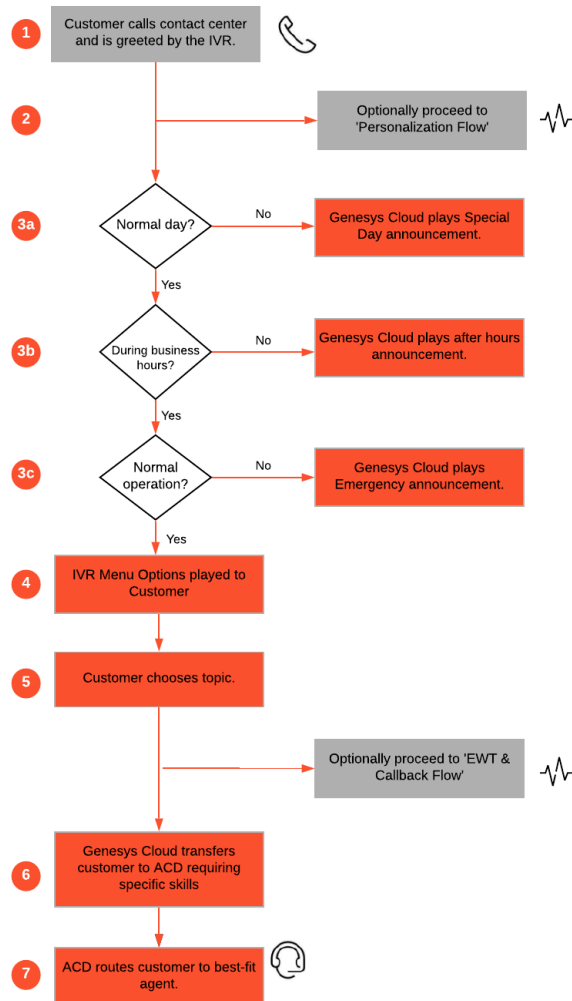 1
Customer calls contact center
and is greeted by the IVR.
2
Optionally proceed to
'Personalization Flow'
3a
Normal day?
No
Genesys Cloud plays Special
Day announcement.
Yes
3b
During business
hours?
No
Genesys Cloud plays after hours
announcement.
Yes
3c
Normal
operation?
No
Genesys Cloud plays
Emergency announcement.
Yes
4
IVR Menu Options played to
Customer
5
Customer chooses topic.
Optionally proceed to 'EWT &
Callback Flow'
6
Genesys Cloud transfers
customer to ACD requiring
specific skills
7
ACD routes customer to best-fit
agent.